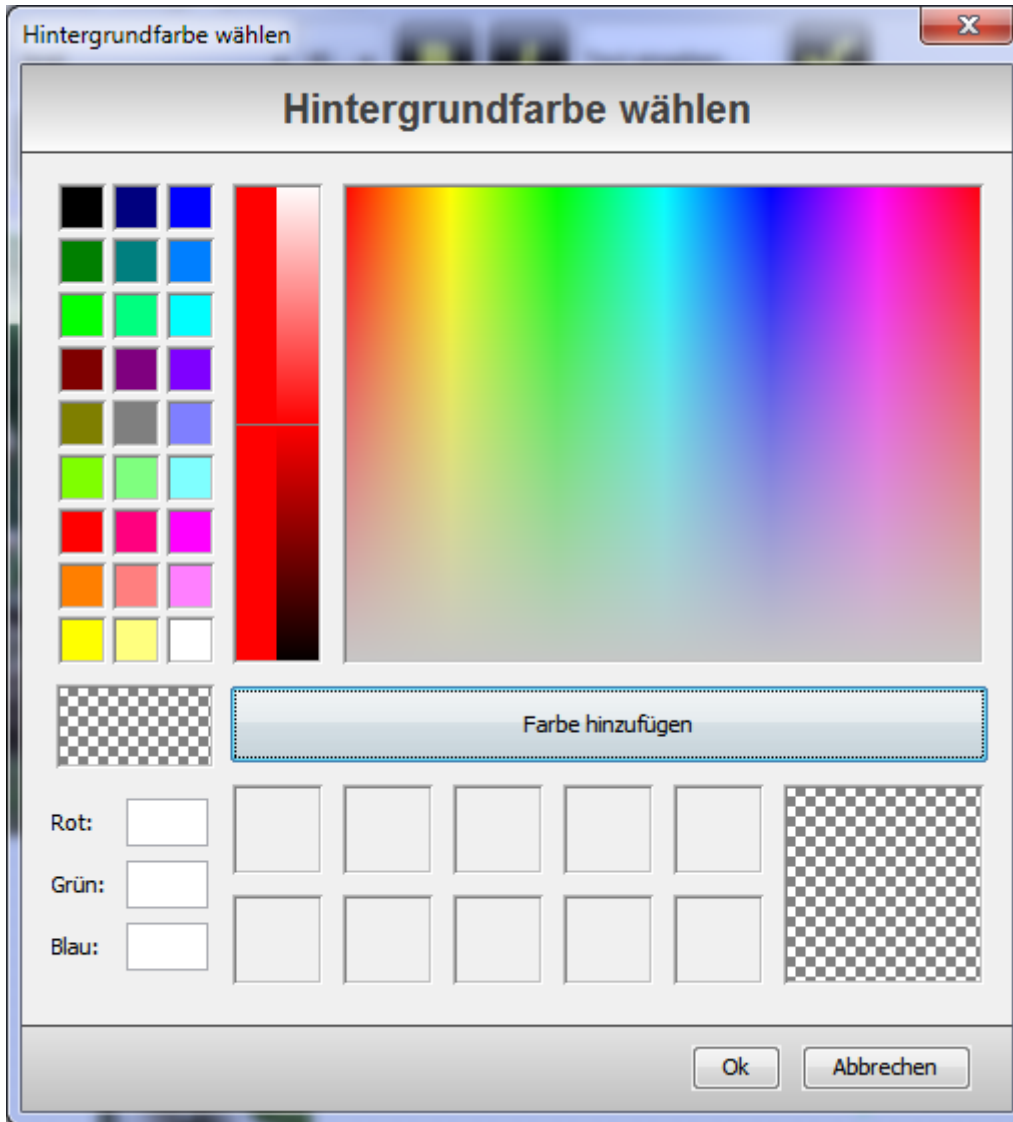 Hintergrundfarbe wählen
Hintergrundfarbe wählen
Farbe hinzufügen
Rot:
Grün:
Blau:
Ok
Abbrechen